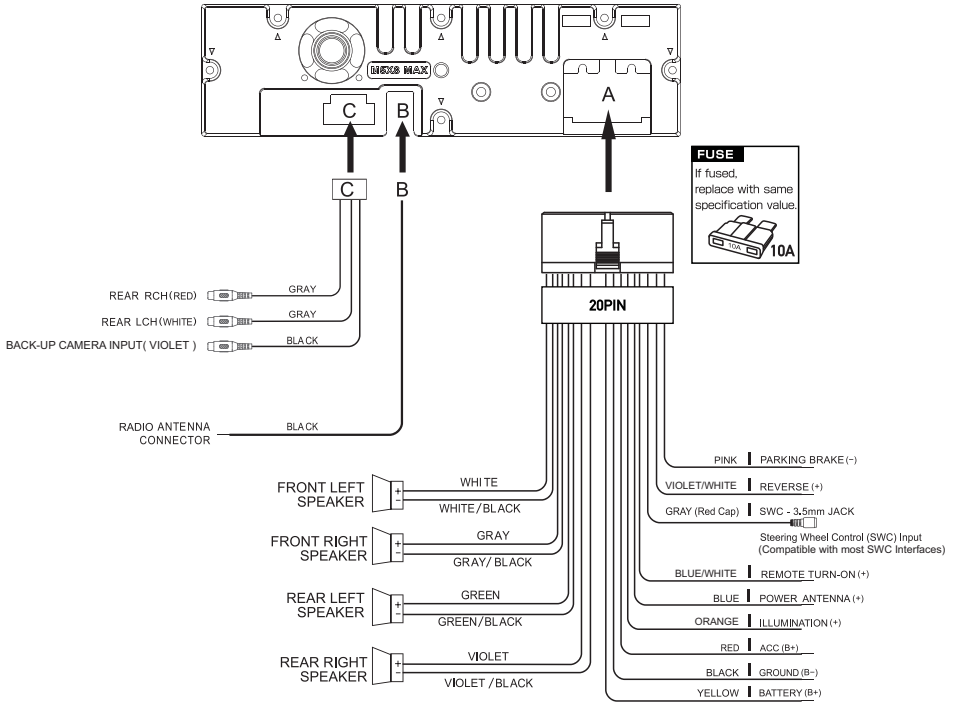 M5X8 MAX
C
B
A
C
B
FUSE
If fused,
replace with same
specification value.
10A
10A
20PIN
REAR RCH(RED)
GRAY
REAR LCH(WHITE)
GRAY
BACK-UP CAMERA INPUT( VIOLET )
BLACK
RADIO ANTENNA
CONNECTOR
BLACK
FRONT LEFT
SPEAKER
+
-
WHITE
WHITE/BLACK
FRONT RIGHT
SPEAKER
+
-
GRAY
GRAY/ BLACK
REAR LEFT
SPEAKER
+
-
GREEN
GREEN/BLACK
REAR RIGHT
SPEAKER
+
-
VIOLET
VIOLET /BLACK
PINK PARKING BRAKE(-)
VIOLET/WHITE REVERSE (+)
GRAY (Red Cap) SWC - 3.5mm JACK
Steering Wheel Control (SWC) Input
(Compatible with most SWC Interfaces)
BLUE/WHITE REMOTE TURN-ON (+)
BLUE POWER ANTENNA (+)
ORANGE ILLUMINATION (+)
RED ACC (B+)
BLACK GROUND (B-)
YELLOW BATTERY (B+)